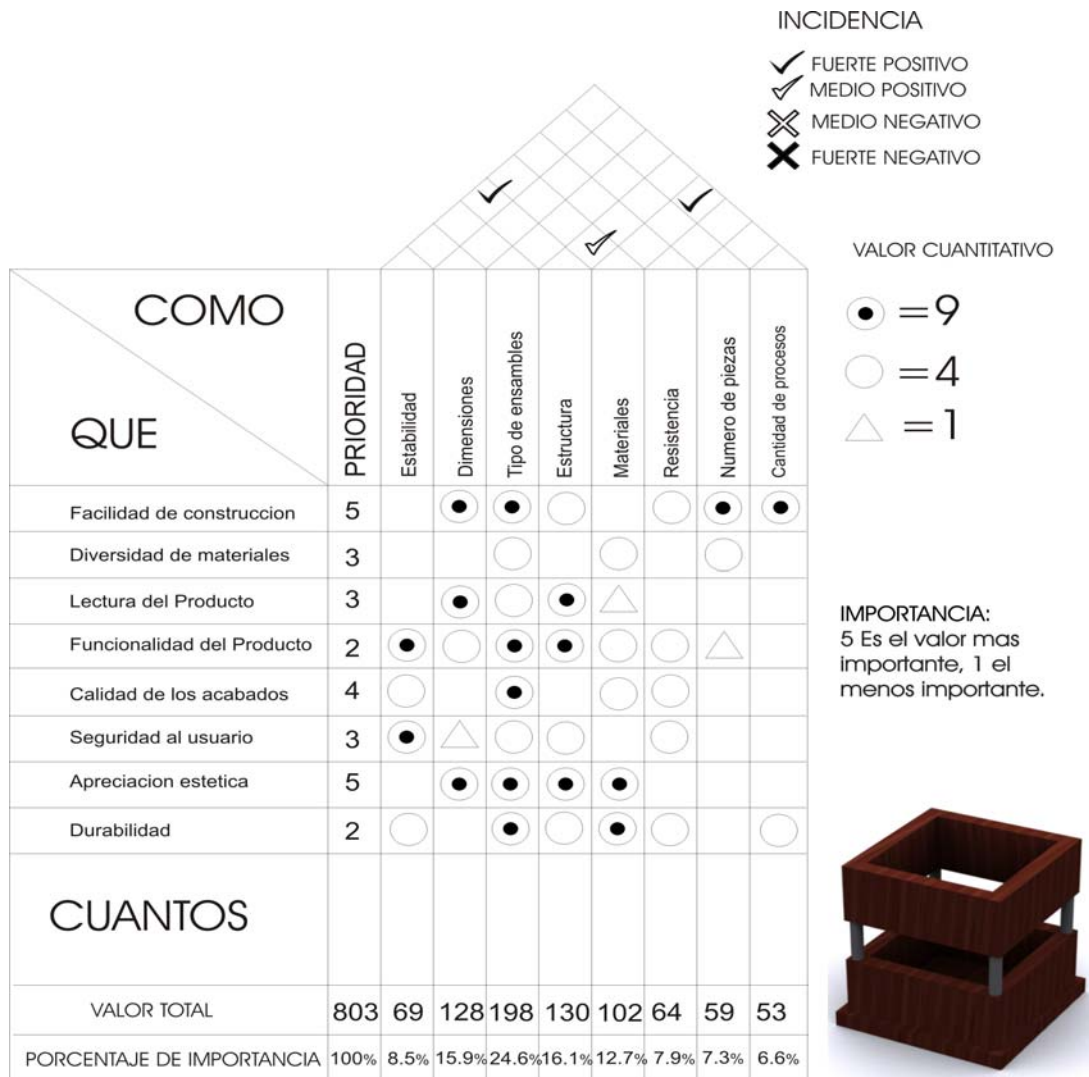 INCIDENCIA
FUERTE POSITIVO
MEDIO POSITIVO
MEDIO NEGATIVO
FUERTE NEGATIVO
VALOR CUANTITATIVO
=9
=4
=1
COMO
QUE
PRIORIDAD
Estabilidad
Dimensiones
Tipo de ensambles
Estructura
Materiales
Resistencia
Numero de piezas
Cantidad de procesos
Facilidad de construccion 5
Diversidad de materiales 3
Lectura del Producto 3
Funcionalidad del Producto 2
Calidad de los acabados 4
Seguridad al usuario 3
Apreciacion estetica 5
Durabilidad 2
IMPORTANCIA:
5 Es el valor mas
importante, 1 el
menos importante.
CUANTOS
VALOR TOTAL 803 69 128 198 130 102 64 59 53
PORCENTAJE DE IMPORTANCIA 100% 8.5% 15.9% 24.6% 16.1% 12.7% 7.9% 7.3% 6.6%